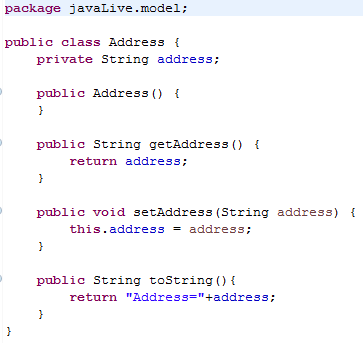 package javaLive.model;
public class Address {
private String address;
public Address() {
}
public String getAddress() {
return address;
}
public void setAddress(String address) {
this.address = address;
}
public String toString(){
return "Address="+address;
}
}